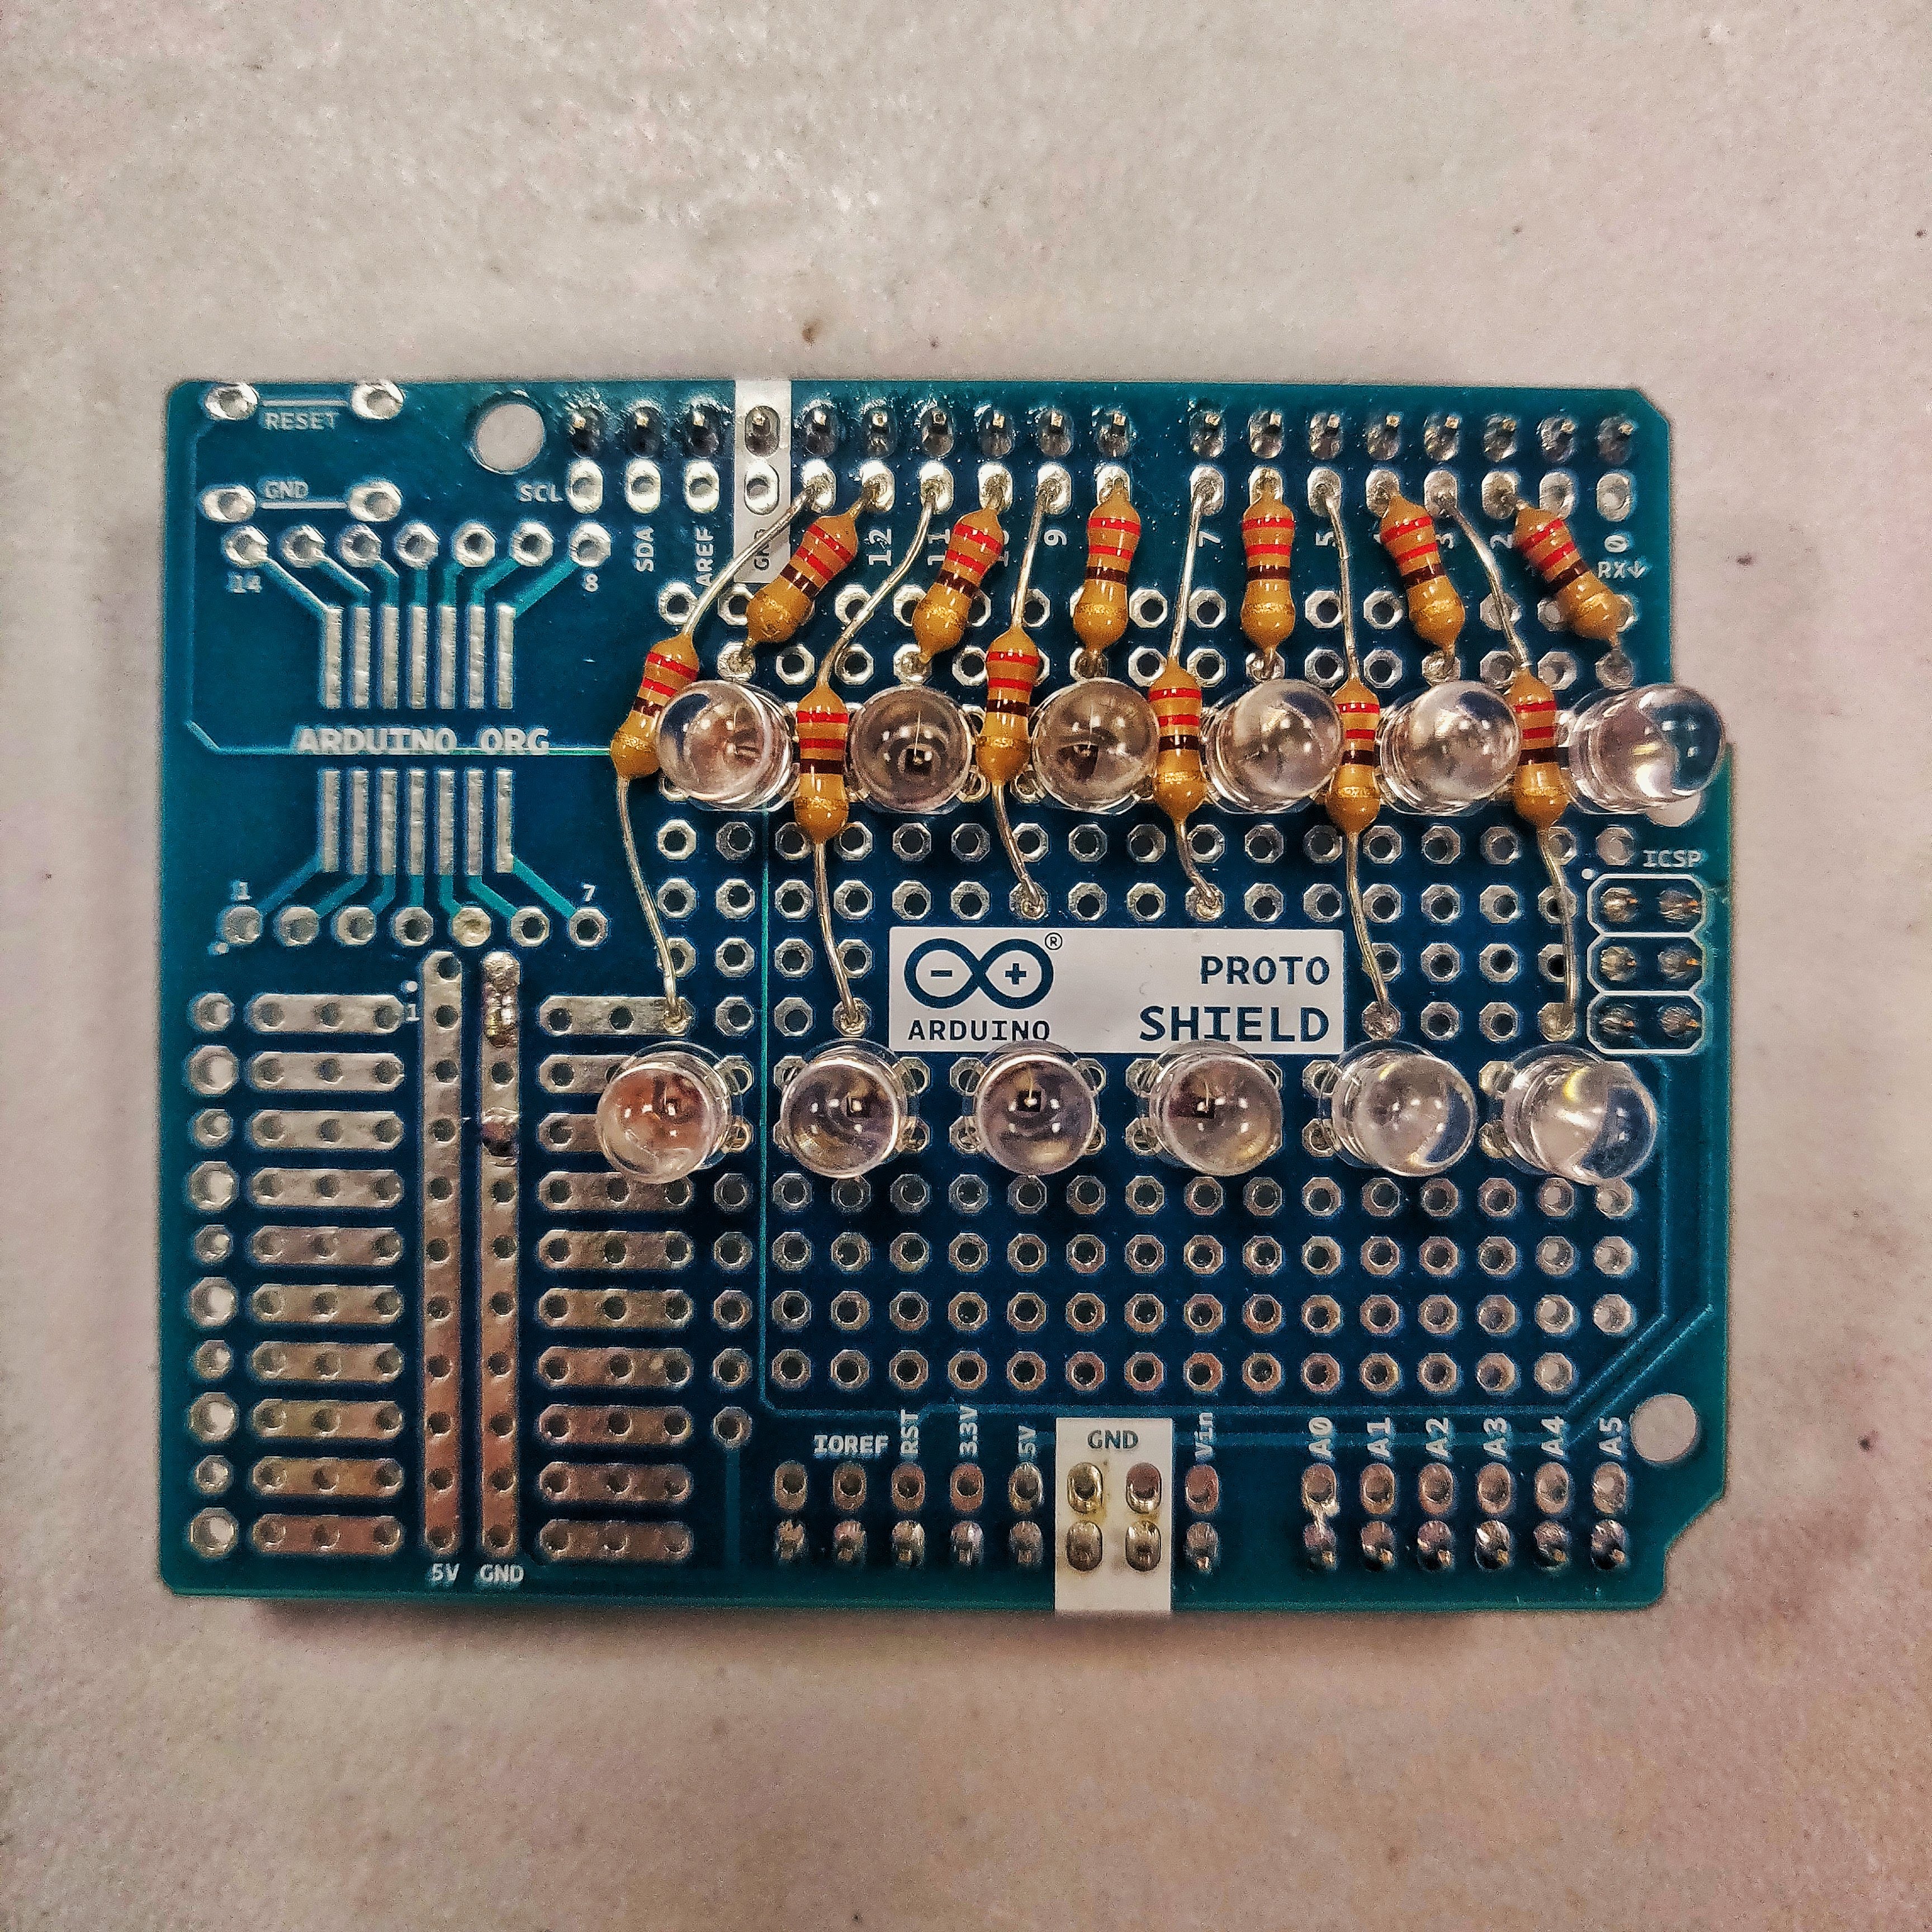 RESET
GND
SCL
SDA
AREF
GND
12
11
9
7
5
4
3
2
0
RX↓
14
8
ARDUINO.ORG
1
7
ICSP
®
PROTO
SHIELD
ARDUINO
1
IOREF
RST
3.3V
5V
GND
Vin
A0
A1
A2
A3
A4
A5
5V
GND